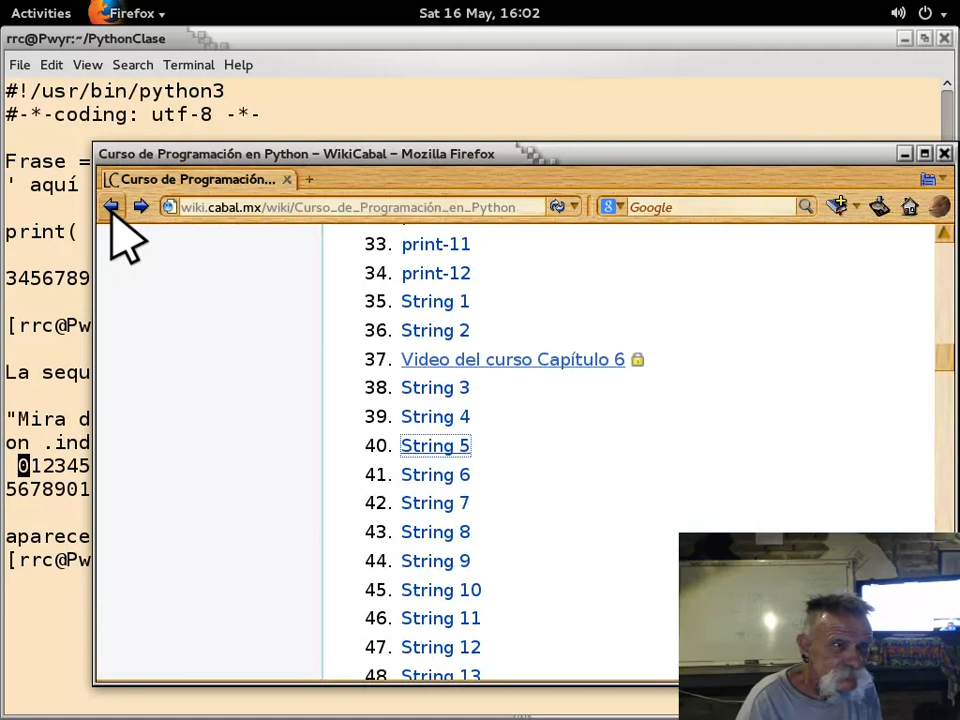 Activities Firefox Sat 16 May, 16:02
rrc@Pwyr:~/PythonClase
File Edit View Search Terminal Help
#!/usr/bin/python3
#-*-coding: utf-8 -*-
Frase =
' aquí
print(
3456789
[rrc@Pw
La sequ
"Mira d
on .ind
012345
5678901
aparece
[rrc@Pw
Curso de Programación en Python – WikiCabal – Mozilla Firefox
Curso de Programación...
wiki.cabal.mx/wiki/Curso_de_Programación_en_Python
Google
33. print-11
34. print-12
35. String 1
36. String 2
37. Video del curso Capítulo 6
38. String 3
39. String 4
40. String 5
41. String 6
42. String 7
43. String 8
44. String 9
45. String 10
46. String 11
47. String 12
48. String 13